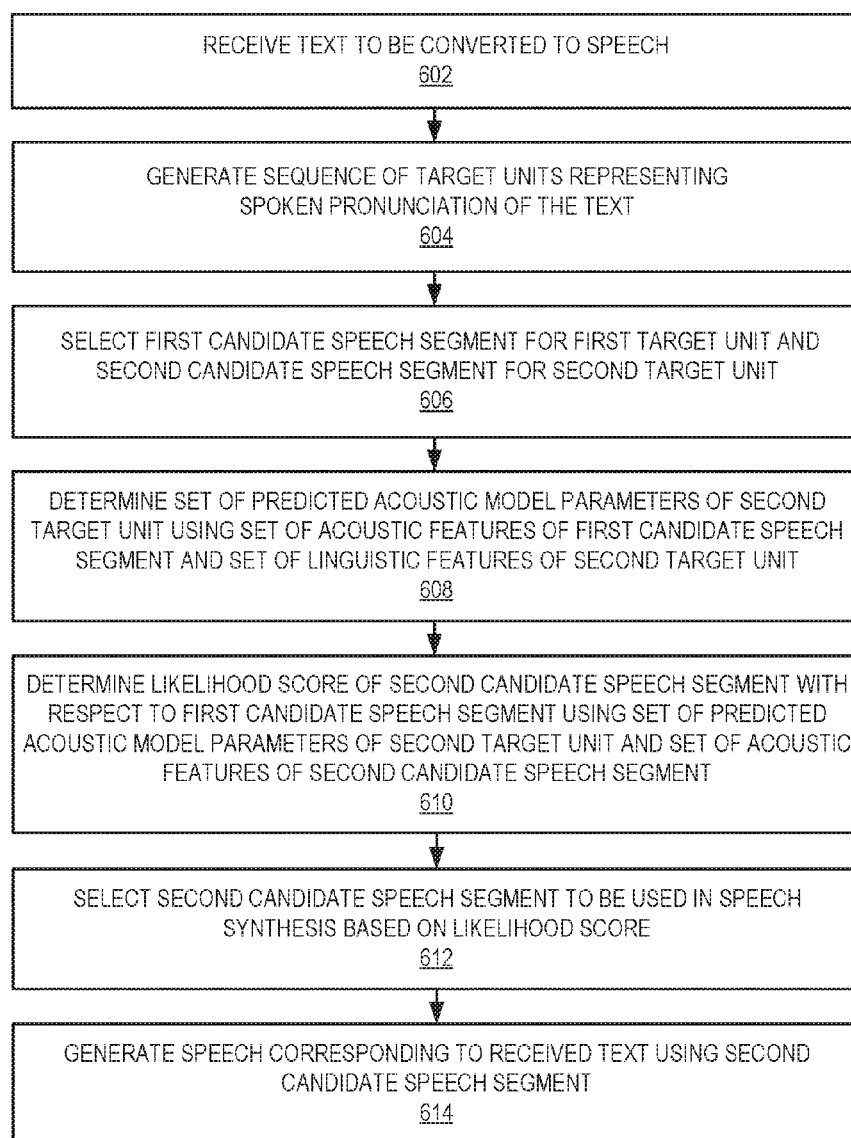 RECEIVE TEXT TO BE CONVERTED TO SPEECH
602
GENERATE SEQUENCE OF TARGET UNITS REPRESENTING
SPOKEN PRONUNCIATION OF THE TEXT
604
SELECT FIRST CANDIDATE SPEECH SEGMENT FOR FIRST TARGET UNIT AND
SECOND CANDIDATE SPEECH SEGMENT FOR SECOND TARGET UNIT
606
DETERMINE SET OF PREDICTED ACOUSTIC MODEL PARAMETERS OF SECOND
TARGET UNIT USING SET OF ACOUSTIC FEATURES OF FIRST CANDIDATE SPEECH
SEGMENT AND SET OF LINGUISTIC FEATURES OF SECOND TARGET UNIT
608
DETERMINE LIKELIHOOD SCORE OF SECOND CANDIDATE SPEECH SEGMENT WITH
RESPECT TO FIRST CANDIDATE SPEECH SEGMENT USING SET OF PREDICTED
ACOUSTIC MODEL PARAMETERS OF SECOND TARGET UNIT AND SET OF ACOUSTIC
FEATURES OF SECOND CANDIDATE SPEECH SEGMENT
610
SELECT SECOND CANDIDATE SPEECH SEGMENT TO BE USED IN SPEECH
SYNTHESIS BASED ON LIKELIHOOD SCORE
612
GENERATE SPEECH CORRESPONDING TO RECEIVED TEXT USING SECOND
CANDIDATE SPEECH SEGMENT
614